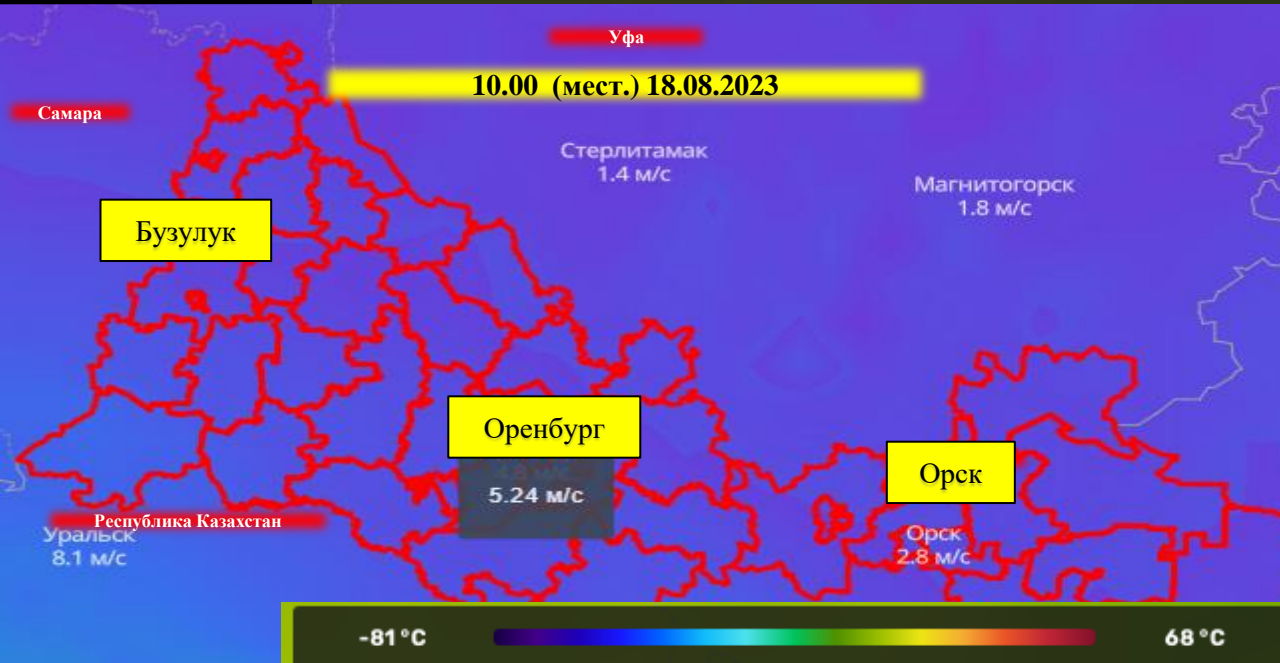 Уфа
10.00 (мест.) 18.08.2023
Самара
Стерлитамак
1.4 м/с
Магнитогорск
1.8 м/с
Бузулук
Оренбург
5.24 м/с
Орск
Республика Казахстан
Уральск
8.1 м/с
Орск
2.8 м/с
-81°C
68°C